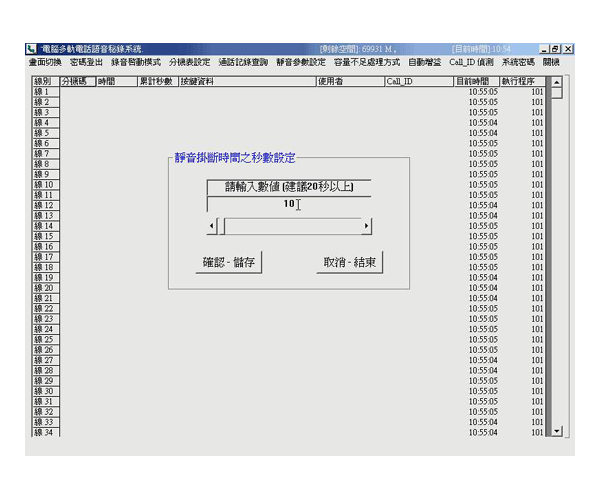 電腦多軌電話語音秘錄系統. [剩餘空間]: 69931 M , [目前時間]:10:54
畫面切換 密碼登出 錄音啓動模式 分機表設定 通話記錄查詢 靜音參數設定 容量不足處理方式 自動增益 Call_ID 偵測 系統密碼 關機
線別 分機碼 時間 累計秒數 按鍵資料 使用者 Call_ID 目前時間 執行程序
線 1 10:55:05 101
線 2 10:55:05 101
線 3 10:55:05 101
線 4 10:55:04 101
線 5 10:55:04 101
線 6 10:55:05 101
線 7 10:55:05 101
線 8 10:55:05 101
線 9 10:55:05 101
線 10 10:55:05 101
線 11 10:55:05 101
線 12 10:55:04 101
線 13 10:55:04 101
線 14 10:55:05 101
線 15 10:55:05 101
線 16 10:55:05 101
線 17 10:55:05 101
線 18 10:55:05 101
線 19 10:55:04 101
線 20 10:55:04 101
線 21 10:55:04 101
線 22 10:55:05 101
線 23 10:55:05 101
線 24 10:55:05 101
線 25 10:55:05 101
線 26 10:55:05 101
線 27 10:55:04 101
線 28 10:55:04 101
線 29 10:55:05 101
線 30 10:55:05 101
線 31 10:55:05 101
線 32 10:55:05 101
線 33 10:55:04 101
線 34 10:55:04 101
靜音掛斷時間之秒數設定
請輸入數值 (建議20秒以上)
10
確認 - 儲存 取消 - 結束